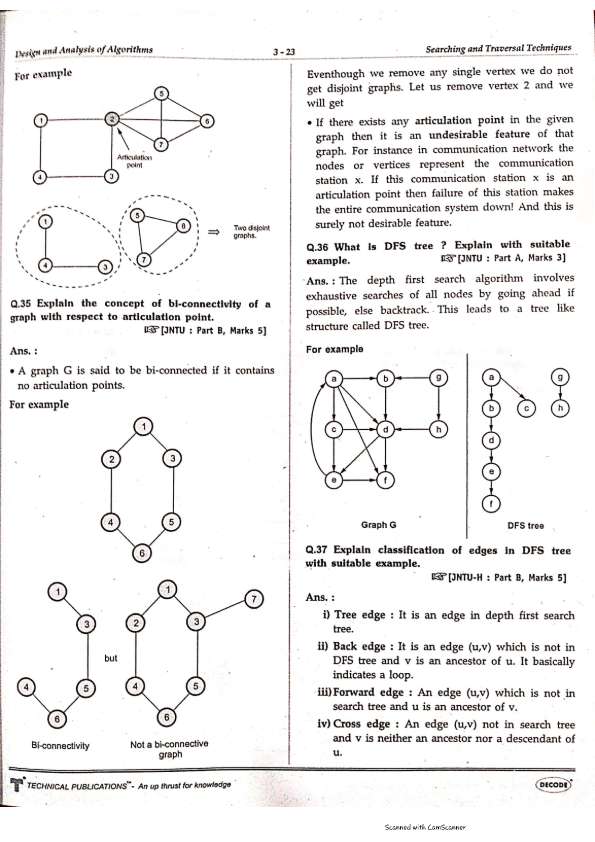 Design and Analysis of Algorithms
3 - 23
Searching and Traversal Techniques
For example
5
1
2
6
7
Articulation
point
4
3
1
5
6
4
3
7
⇒
Two disjoint
graphs.
Q.35 Explain the concept of bi-connectivity of a
graph with respect to articulation point.
☞[JNTU : Part B, Marks 5]
Ans. :
• A graph G is said to be bi-connected if it contains
no articulation points.
For example
1
2
3
4
5
6
1
3
4
5
6
but
1
7
2
3
4
5
6
Bi-connectivity
Not a bi-connective
graph
Eventhough we remove any single vertex we do not
get disjoint graphs. Let us remove vertex 2 and we
will get
• If there exists any articulation point in the given
graph then it is an undesirable feature of that
graph. For instance in communication network the
nodes or vertices represent the communication
station x. If this communication station x is an
articulation point then failure of this station makes
the entire communication system down! And this is
surely not desirable feature.
Q.36 What is DFS tree ? Explain with suitable
example. ☞[JNTU : Part A, Marks 3]
Ans. : The depth first search algorithm involves
exhaustive searches of all nodes by going ahead if
possible, else backtrack. This leads to a tree like
structure called DFS tree.
For example
a
b
g
c
d
h
e
f
Graph G
a
g
b
c
h
d
e
f
DFS tree
Q.37 Explain classification of edges in DFS tree
with suitable example.
☞[JNTU-H : Part B, Marks 5]
Ans. :
i) Tree edge : It is an edge in depth first search
tree.
ii) Back edge : It is an edge (u,v) which is not in
DFS tree and v is an ancestor of u. It basically
indicates a loop.
iii)Forward edge : An edge (u,v) which is not in
search tree and u is an ancestor of v.
iv) Cross edge : An edge (u,v) not in search tree
and v is neither an ancestor nor a descendant of
u.
TECHNICAL PUBLICATIONS™ - An up thrust for knowledge
DECODE
Scanned with CamScanner